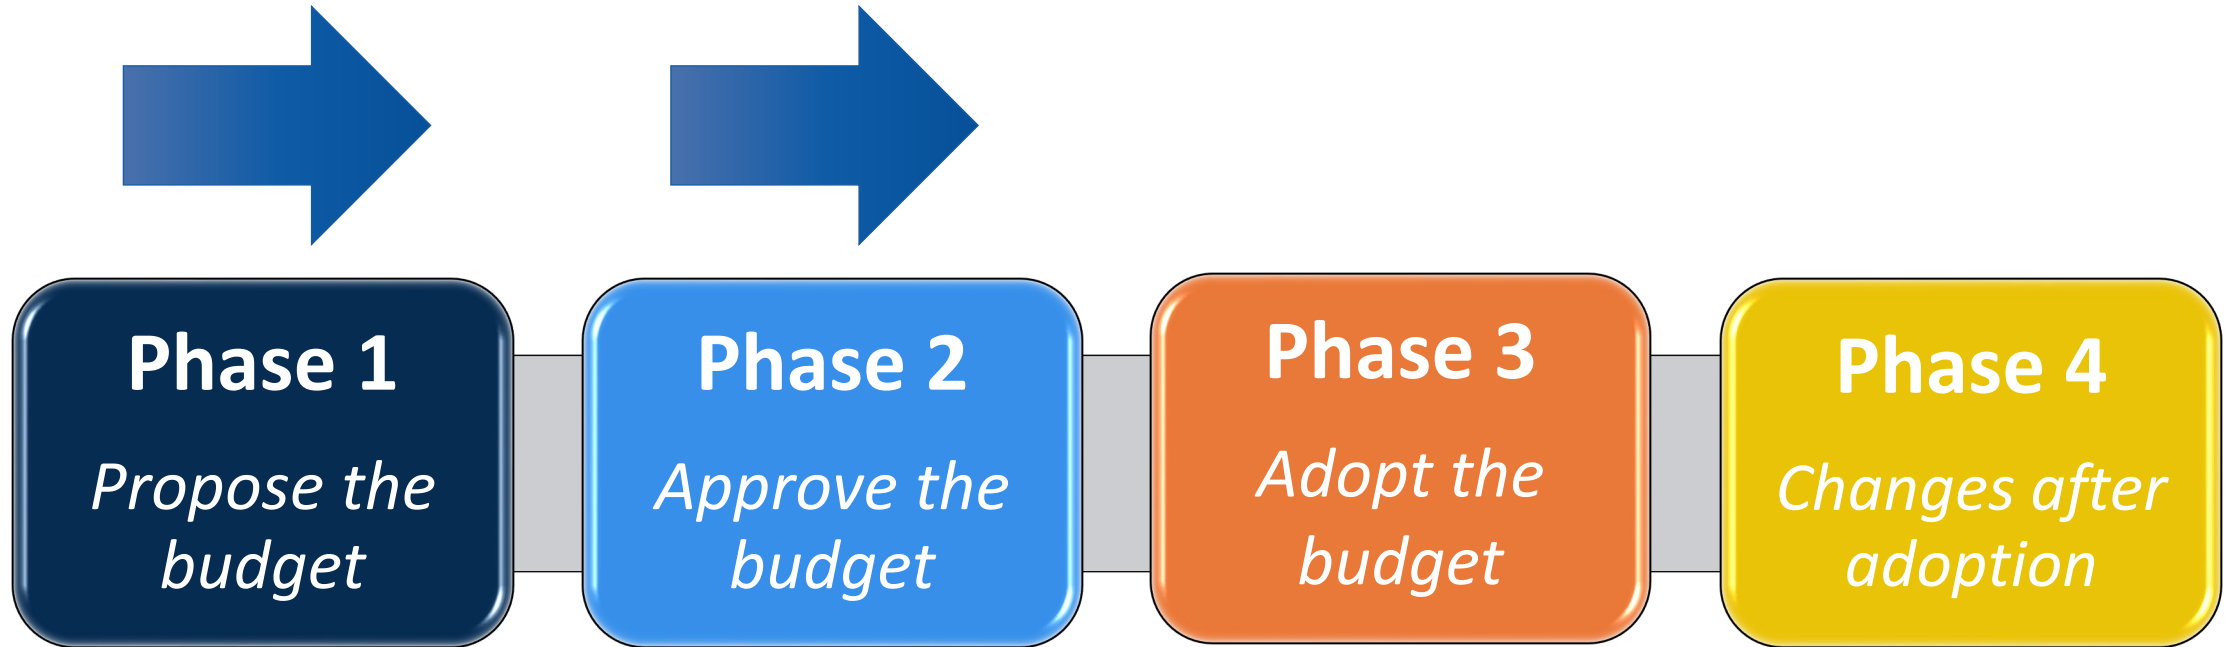 Phase 1
Propose the
budget
Phase 2
Approve the
budget
Phase 3
Adopt the
budget
Phase 4
Changes after
adoption